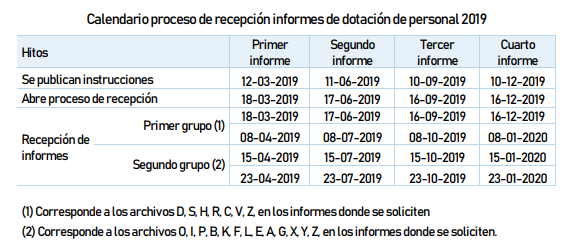 Calendario proceso de recepción informes de dotación de personal 2019
Hitos Primer informe Segundo informe Tercer informe Cuarto informe
Se publican instrucciones 12-03-2019 11-06-2019 10-09-2019 10-12-2019
Abre proceso de recepción 18-03-2019 17-06-2019 16-09-2019 16-12-2019
Recepción de informes
Primer grupo (1) 18-03-2019 17-06-2019 16-09-2019 16-12-2019
08-04-2019 08-07-2019 08-10-2019 08-01-2020
Segundo grupo (2) 15-04-2019 15-07-2019 15-10-2019 15-01-2020
23-04-2019 23-07-2019 23-10-2019 23-01-2020
(1) Corresponde a los archivos D, S, H, R, C, V, Z, en los informes donde se soliciten
(2) Corresponde a los archivos O, I, P, B, K, F, L, E, A, G, X, Y, Z, en los informes donde se soliciten.